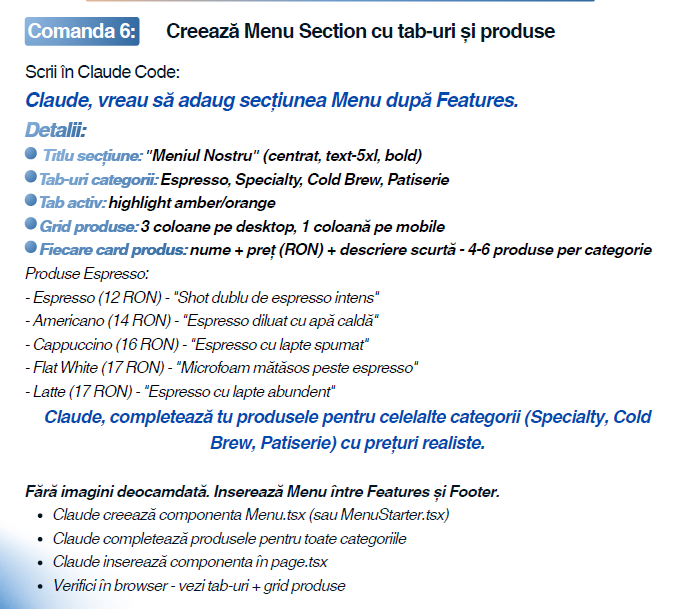 Comanda 6: Creează Menu Section cu tab-uri și produse
Scrii în Claude Code:
Claude, vreau să adaug secțiunea Menu după Features.
Detalii:
Titlu secțiune: "Meniul Nostru" (centrat, text-5xl, bold)
Tab-uri categorii: Espresso, Specialty, Cold Brew, Patiserie
Tab activ: highlight amber/orange
Grid produse: 3 coloane pe desktop, 1 coloană pe mobile
Fiecare card produs: nume + preț (RON) + descriere scurtă - 4-6 produse per categorie
Produse Espresso:
- Espresso (12 RON) - "Shot dublu de espresso intens"
- Americano (14 RON) - "Espresso diluat cu apă caldă"
- Cappuccino (16 RON) - "Espresso cu lapte spumat"
- Flat White (17 RON) - "Microfoam mătăsos peste espresso"
- Latte (17 RON) - "Espresso cu lapte abundent"
Claude, completează tu produsele pentru celelalte categorii (Specialty, Cold
Brew, Patiserie) cu prețuri realiste.
Fără imagini deocamdată. Inserează Menu între Features și Footer.
• Claude creează componenta Menu.tsx (sau MenuStarter.tsx)
• Claude completează produsele pentru toate categoriile
• Claude inserează componenta în page.tsx
• Verifici în browser - vezi tab-uri + grid produse